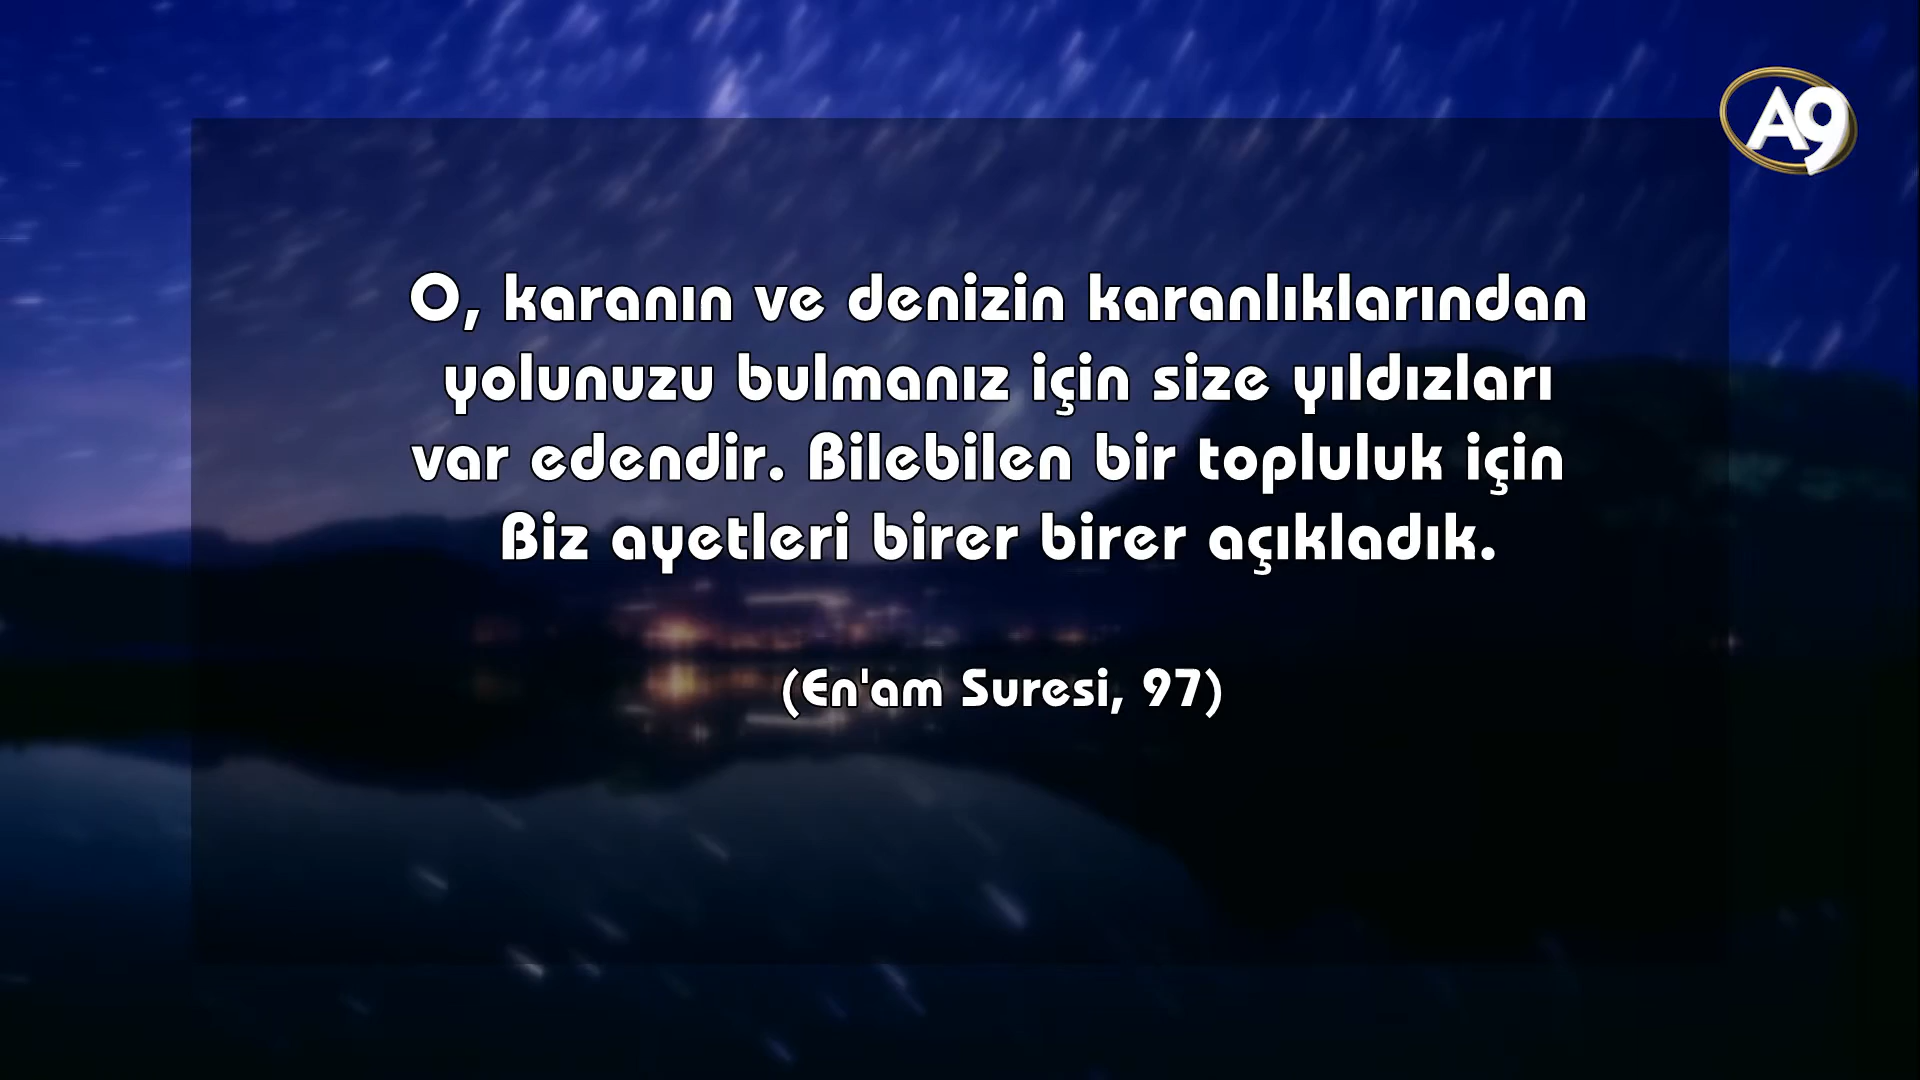 A9
O, karanın ve denizin karanlıklarından
yolunuzu bulmanız için size yıldızları
var edendir. Bilebilen bir topluluk için
Biz ayetleri birer birer açıkladık.
(En'am Suresi, 97)